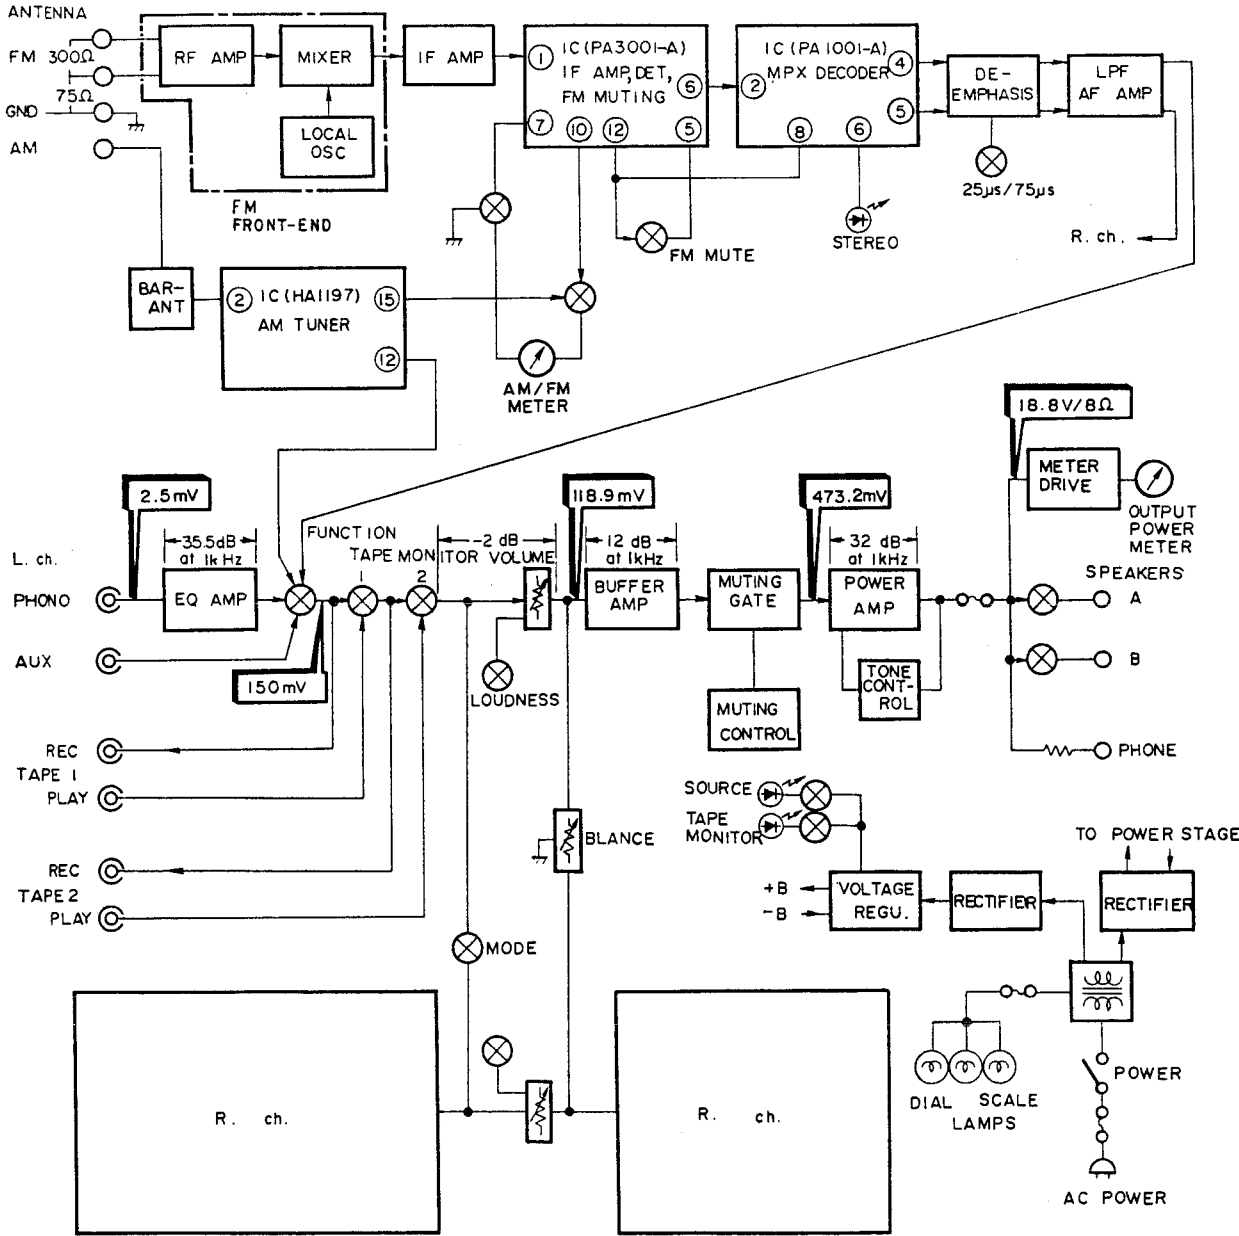 ANTENNA
FM 300Ω
75Ω
GND
AM
RF AMP
MIXER
LOCAL
OSC
FM
FRONT-END
IF AMP
1
IC (PA3001-A)
IF AMP, DET,
FM MUTING
6
7
10
12
5
2
IC (PA1001-A)
MPX DECODER
4
5
8
6
DE-
EMPHASIS
LPF
AF AMP
25µs/75µs
R. ch.
STEREO
FM MUTE
BAR-
ANT
2
IC (HA1197)
AM TUNER
15
12
AM/FM
METER
18.8V/8Ω
METER
DRIVE
OUTPUT
POWER
METER
2.5mV
118.9mV
473.2mV
35.5dB
at 1kHz
FUNCTION
TAPE MONITOR
1
2
-2 dB
VOLUME
12 dB
at 1kHz
32 dB
at 1kHz
L. ch.
PHONO
EQ AMP
BUFFER
AMP
MUTING
GATE
POWER
AMP
SPEAKERS
A
B
AUX
150mV
LOUDNESS
MUTING
CONTROL
TONE
CONT-
ROL
PHONE
REC
TAPE 1
PLAY
REC
TAPE 2
PLAY
BLANCE
MODE
SOURCE
TAPE
MONITOR
+B
-B
VOLTAGE
REGU.
RECTIFIER
TO POWER STAGE
RECTIFIER
DIAL SCALE
LAMPS
POWER
AC POWER
R. ch.
R. ch.